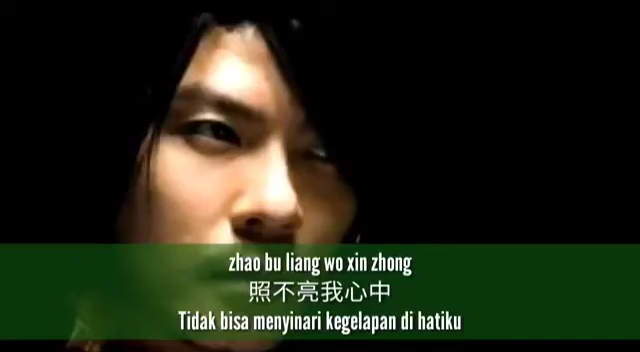 zhao bu liang wo xin zhong
照不亮我心中
Tidak bisa menyinari kegelapan di hatiku